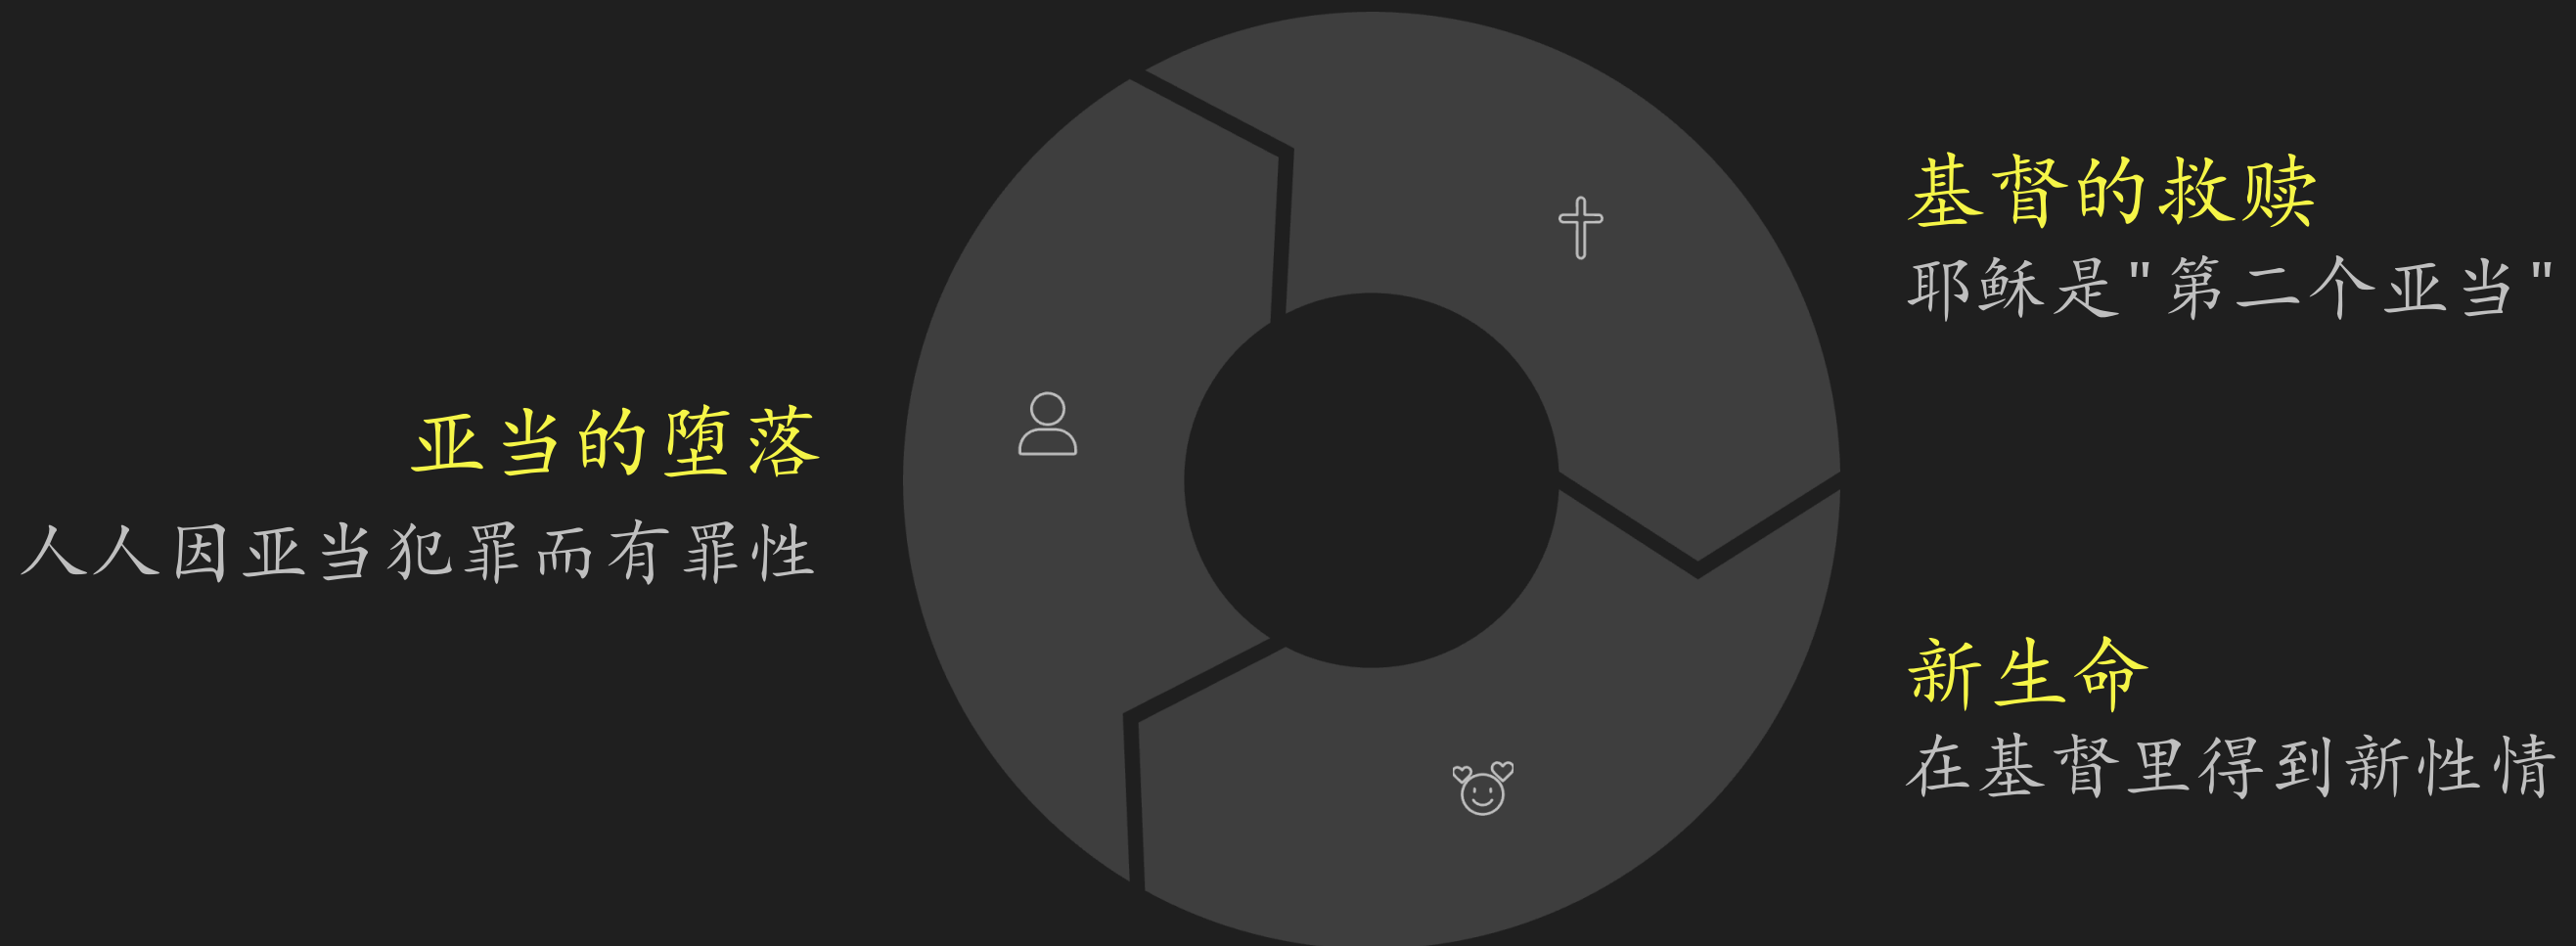 亚当的堕落
人人因亚当犯罪而有罪性
基督的救赎
耶稣是"第二个亚当"
新生命
在基督里得到新性情